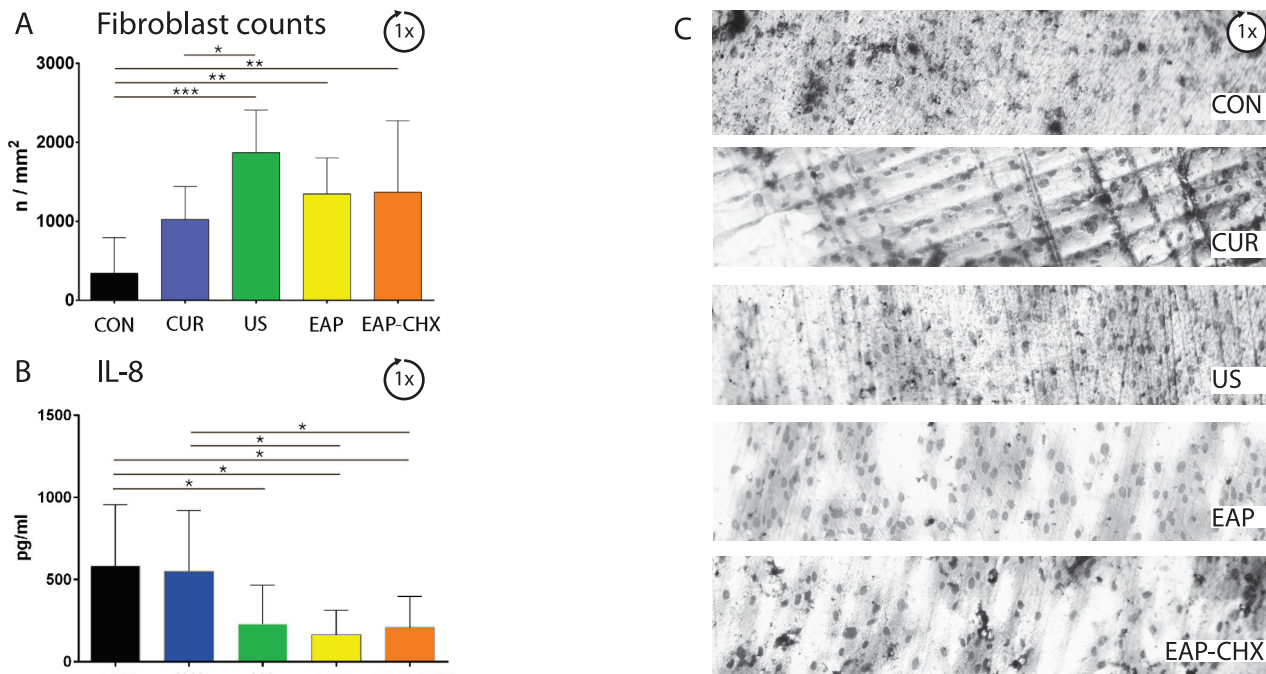 A Fibroblast counts 1x
*
**
**
***
3000
2000
1000
0
n / mm²
CON CUR US EAP EAP-CHX
B IL-8 1x
*
*
*
*
*
1500
1000
500
0
pg/ml
C 1x
CON
CUR
US
EAP
EAP-CHX